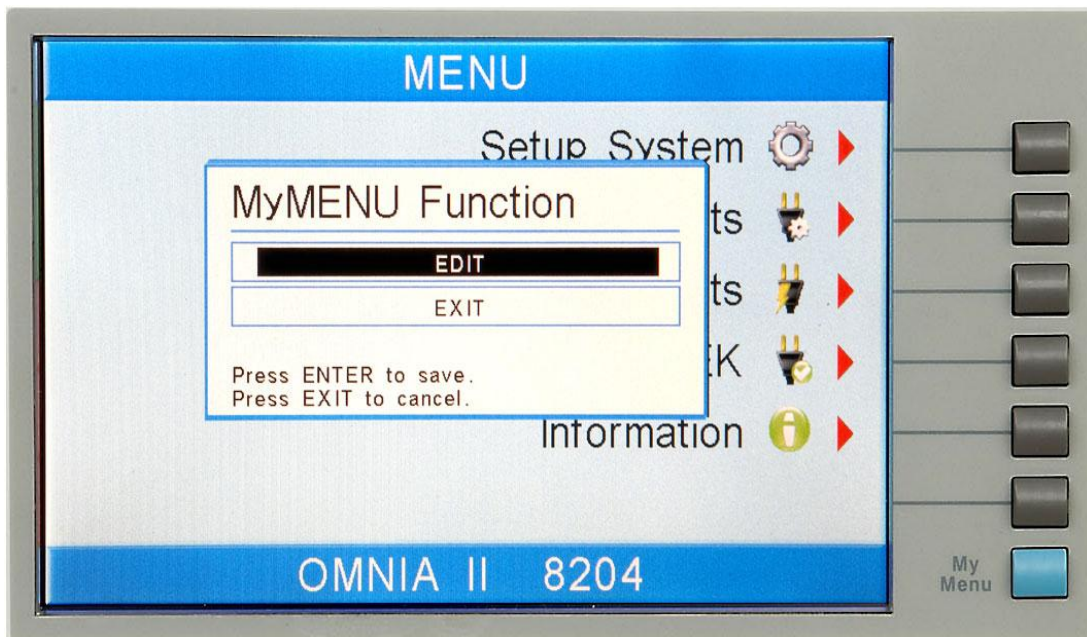 MENU
Setup System
MyMENU Function
ts
EDIT
ts
EXIT
EK
Press ENTER to save.
Press EXIT to cancel.
Information
OMNIA II 8204
My
Menu